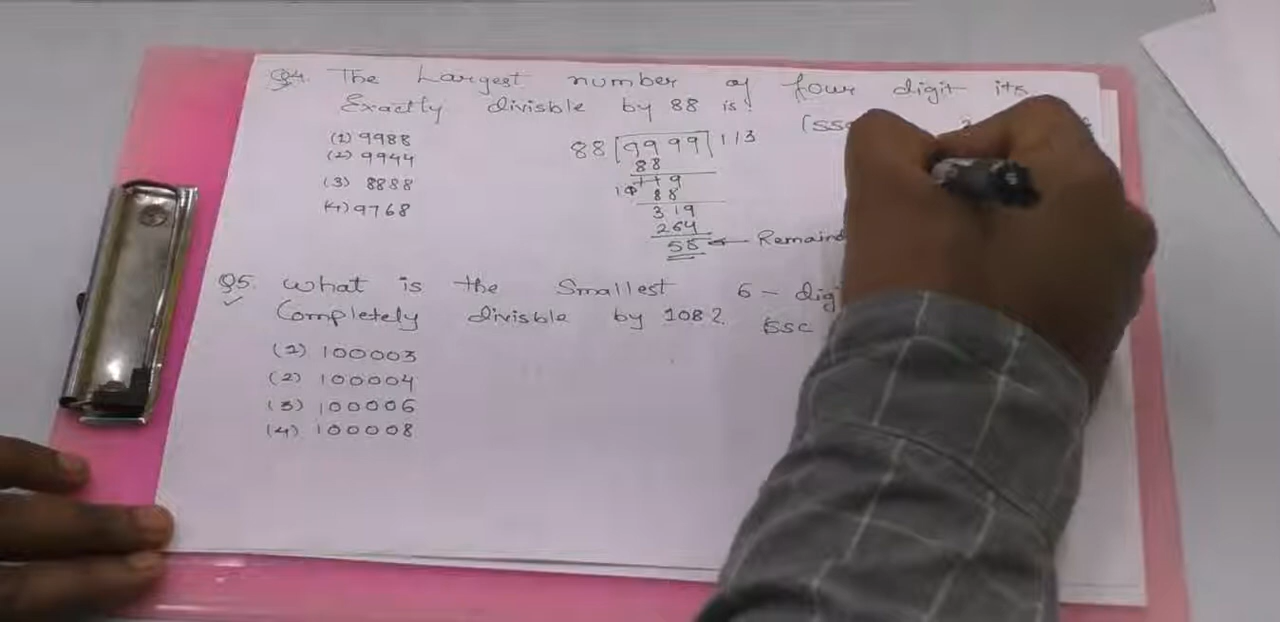 Q4. The Largest number of four digit its
Exactly divisble by 88 is?
(1) 9988
(2) 9944
(3) 8888
(4) 9768
88 9999 113
88
119
88
319
264
55 ← Remaind
Q5. What is the Smallest 6 - digi
Completely divisble by 1082. SSC
(1) 100003
(2) 100004
(3) 100006
(4) 100008